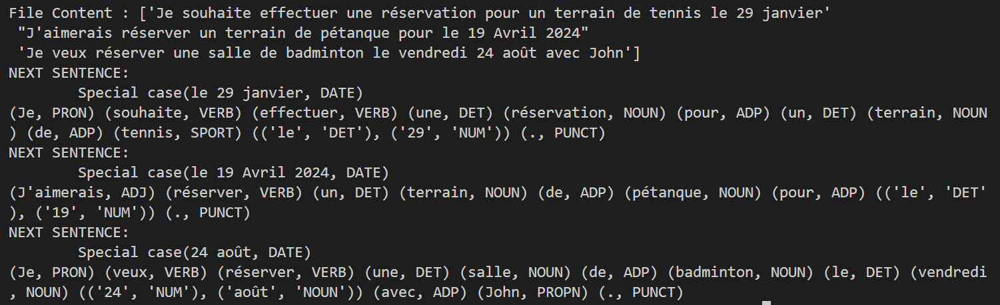 File Content : ['Je souhaite effectuer une réservation pour un terrain de tennis le 29 janvier'
 "J'aimerais réserver un terrain de pétanque pour le 19 Avril 2024"
 'Je veux réserver une salle de badminton le vendredi 24 août avec John']
NEXT SENTENCE:
        Special case(le 29 janvier, DATE)
(Je, PRON) (souhaite, VERB) (effectuer, VERB) (une, DET) (réservation, NOUN) (pour, ADP) (un, DET) (terrain, NOUN
) (de, ADP) (tennis, SPORT) (('le', 'DET'), ('29', 'NUM')) (., PUNCT)
NEXT SENTENCE:
        Special case(le 19 Avril 2024, DATE)
(J'aimerais, ADJ) (réserver, VERB) (un, DET) (terrain, NOUN) (de, ADP) (pétanque, NOUN) (pour, ADP) (('le', 'DET'
), ('19', 'NUM')) (., PUNCT)
NEXT SENTENCE:
        Special case(24 août, DATE)
(Je, PRON) (veux, VERB) (réserver, VERB) (une, DET) (salle, NOUN) (de, ADP) (badminton, NOUN) (le, DET) (vendredi
, NOUN) (('24', 'NUM'), ('août', 'NOUN')) (avec, ADP) (John, PROPN) (., PUNCT)